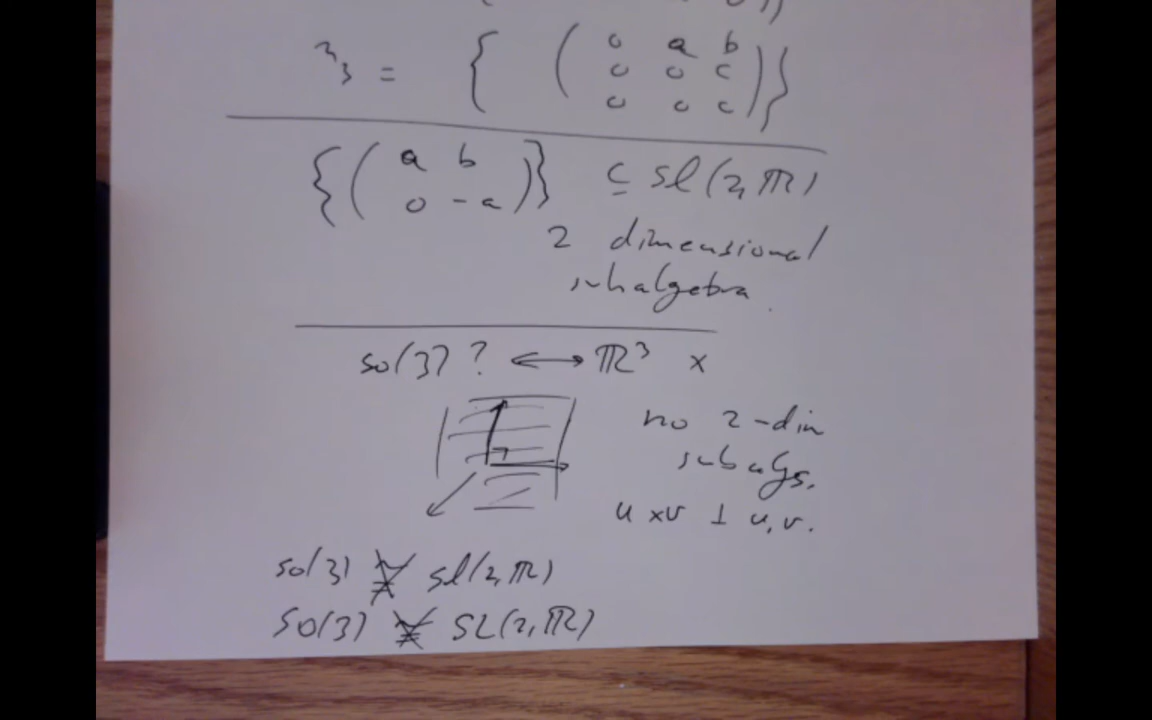 𝔫₃ = { ( 0 a b
0 0 c
0 0 c ) }
{ ( a b
0 -a ) } ⊆ sl(2,ℝ)
2 dimensional
subalgebra.
so(3)? ⟷ ℝ³ ×
no 2-dim
subalgs.
u×v ⊥ u,v.
so(3) ≇ sl(2,ℝ)
SO(3) ≇ SL(2,ℝ)